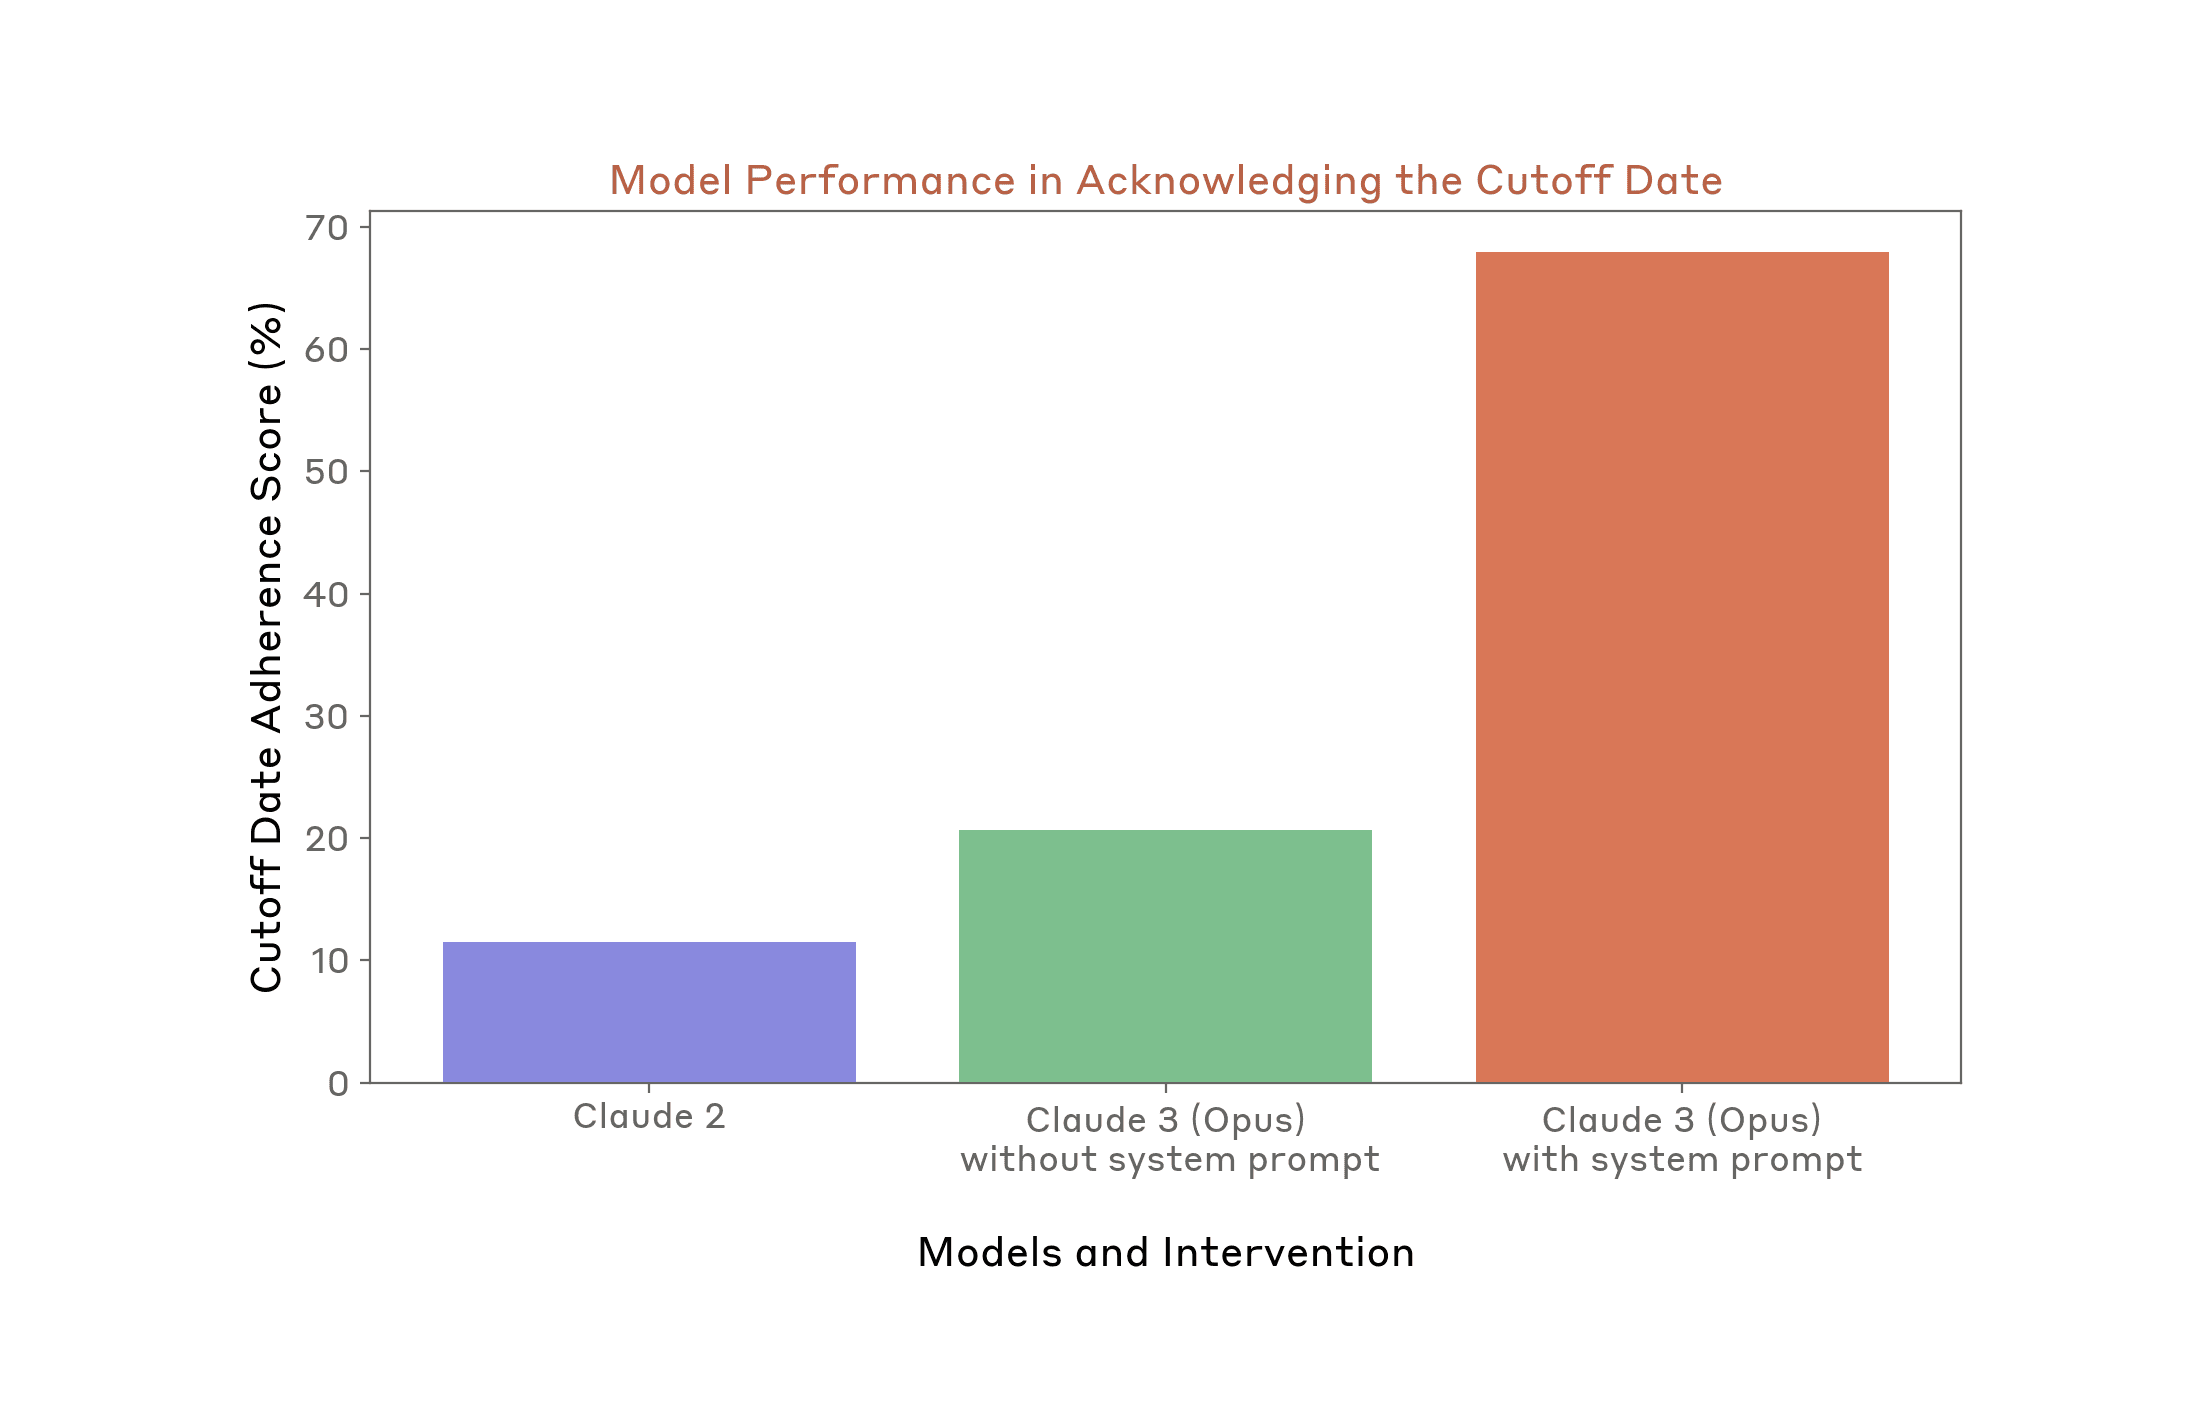 Model Performance in Acknowledging the Cutoff Date
Cutoff Date Adherence Score (%)
70
60
50
40
30
20
10
0
Claude 2
Claude 3 (Opus)
without system prompt
Claude 3 (Opus)
with system prompt
Models and Intervention